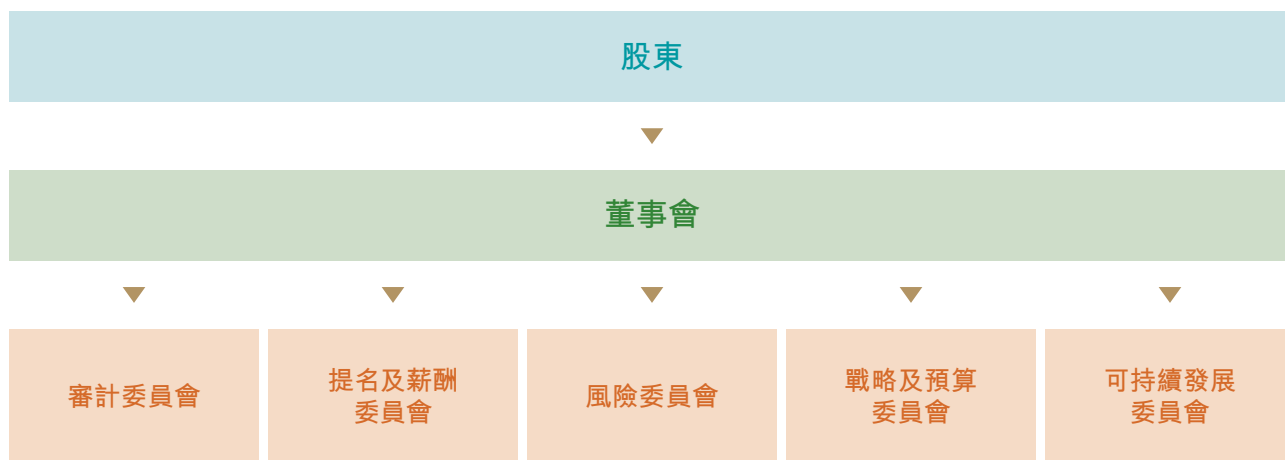 股東
董事會
審計委員會
提名及薪酬
委員會
風險委員會
戰略及預算
委員會
可持續發展
委員會